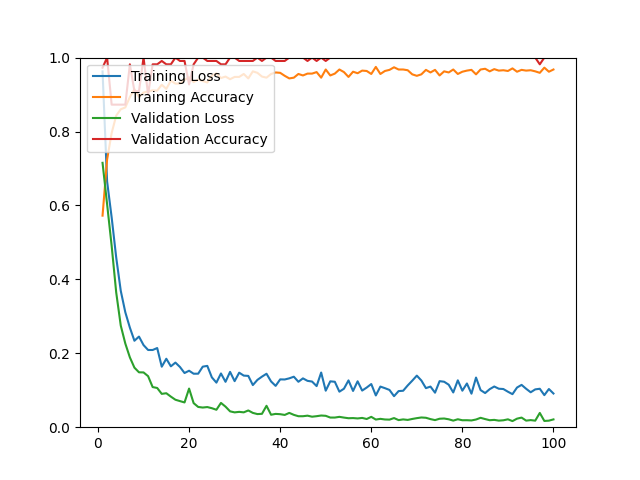 1.0
0.8
0.6
0.4
0.2
0.0
Training Loss
Training Accuracy
Validation Loss
Validation Accuracy
0 20 40 60 80 100